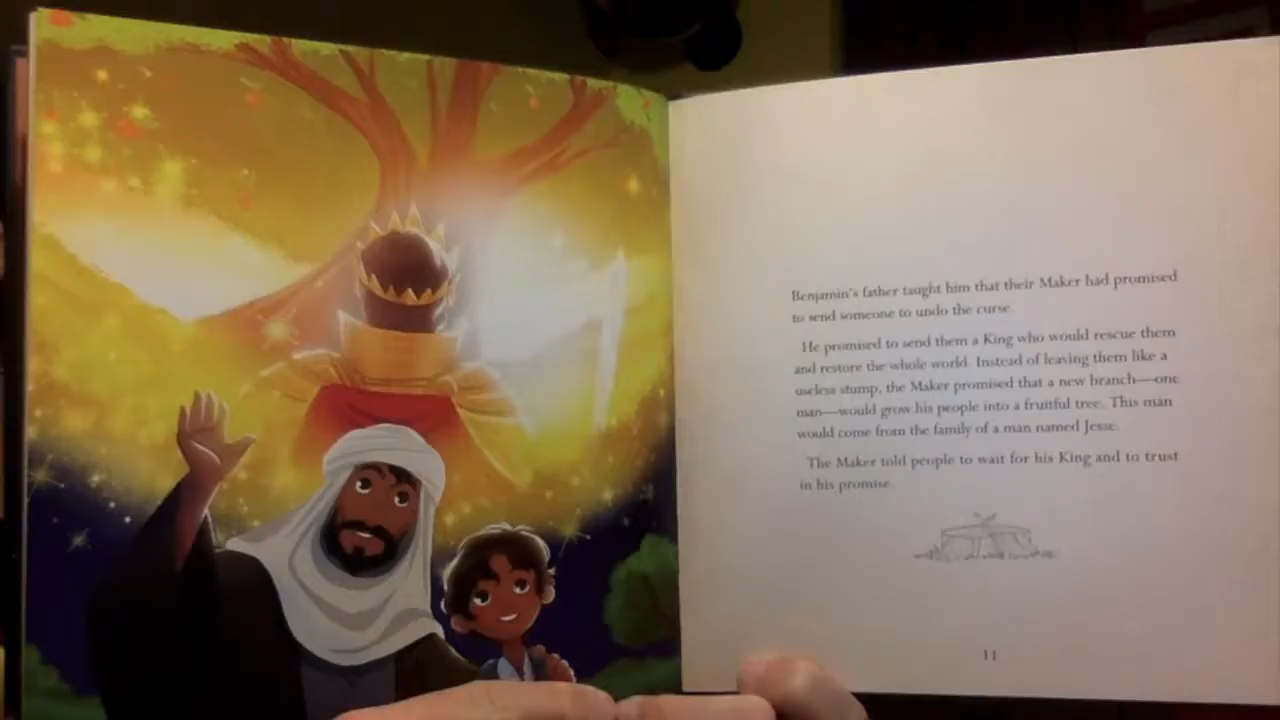 Benjamin's father taught him that their Maker had promised
to send someone to undo the curse.
He promised to send them a King who would rescue them
and restore the whole world. Instead of leaving them like a
useless stump, the Maker promised that a new branch—one
man—would grow his people into a fruitful tree. This man
would come from the family of a man named Jesse.
The Maker told people to wait for his King and to trust
in his promise.
11